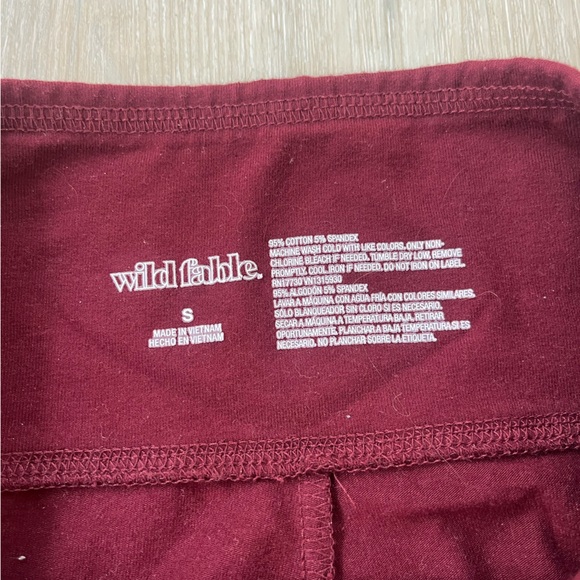 wild fable.
S
MADE IN VIETNAM
HECHO EN VIETNAM
95% COTTON 5% SPANDEX
MACHINE WASH COLD WITH LIKE COLORS. ONLY NON-
CHLORINE BLEACH IF NEEDED. TUMBLE DRY LOW. REMOVE
PROMPTLY. COOL IRON IF NEEDED. DO NOT IRON ON LABEL.
RN17730 VN1315930
95% ALGODÓN 5% SPANDEX
LAVAR A MÁQUINA CON AGUA FRÍA CON COLORES SIMILARES.
SÓLO BLANQUEADOR SIN CLORO SI ES NECESARIO.
SECAR A MÁQUINA A TEMPERATURA BAJA. RETIRAR
OPORTUNAMENTE. PLANCHAR A TEMPERATURA BAJA SI ES
NECESARIO. NO PLANCHAR SOBRE LA ETIQUETA.